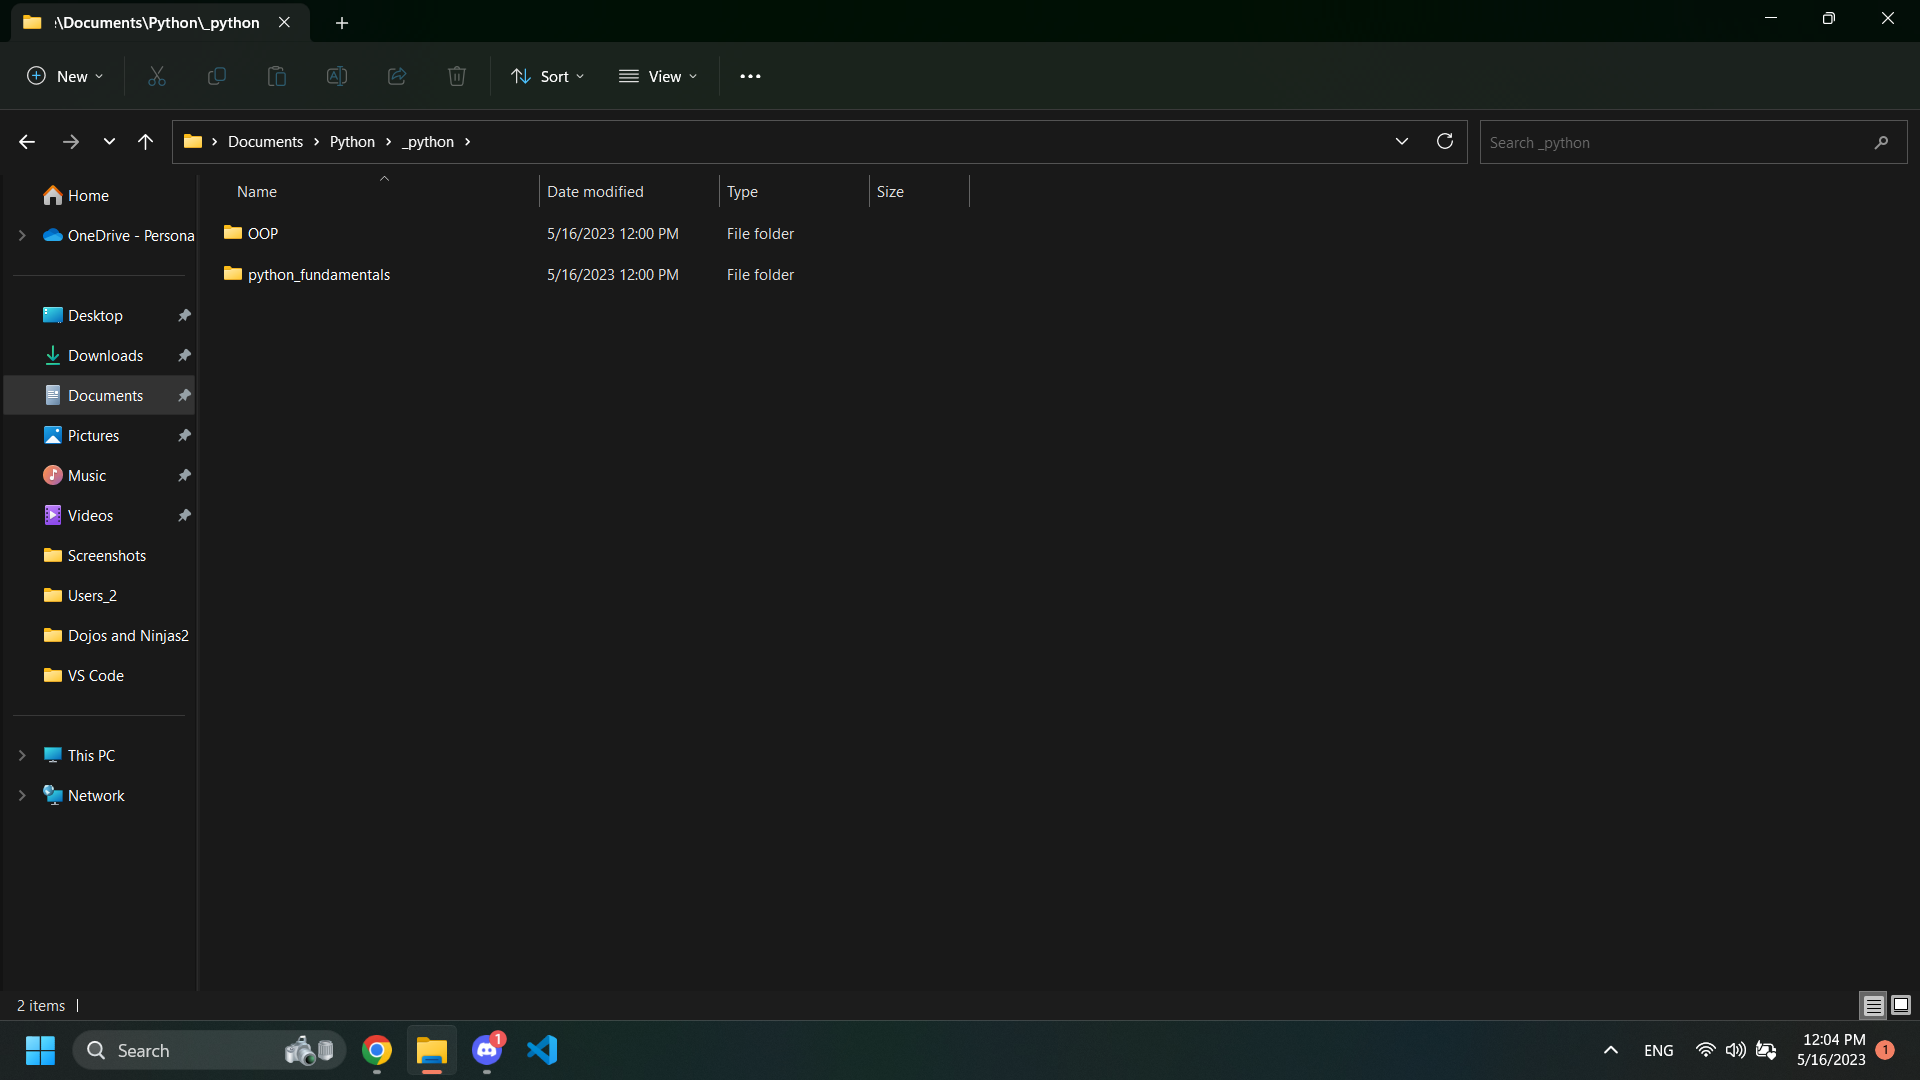 :\Documents\Python\_python
New
Sort
View
Documents
Python
_python
Search _python
Name
Date modified
Type
Size
Home
OneDrive - Persona
Desktop
Downloads
Documents
Pictures
Music
Videos
Screenshots
Users_2
Dojos and Ninjas2
VS Code
This PC
Network
OOP 5/16/2023 12:00 PM File folder
python_fundamentals 5/16/2023 12:00 PM File folder
2 items
Search
1
ENG
12:04 PM
5/16/2023
1